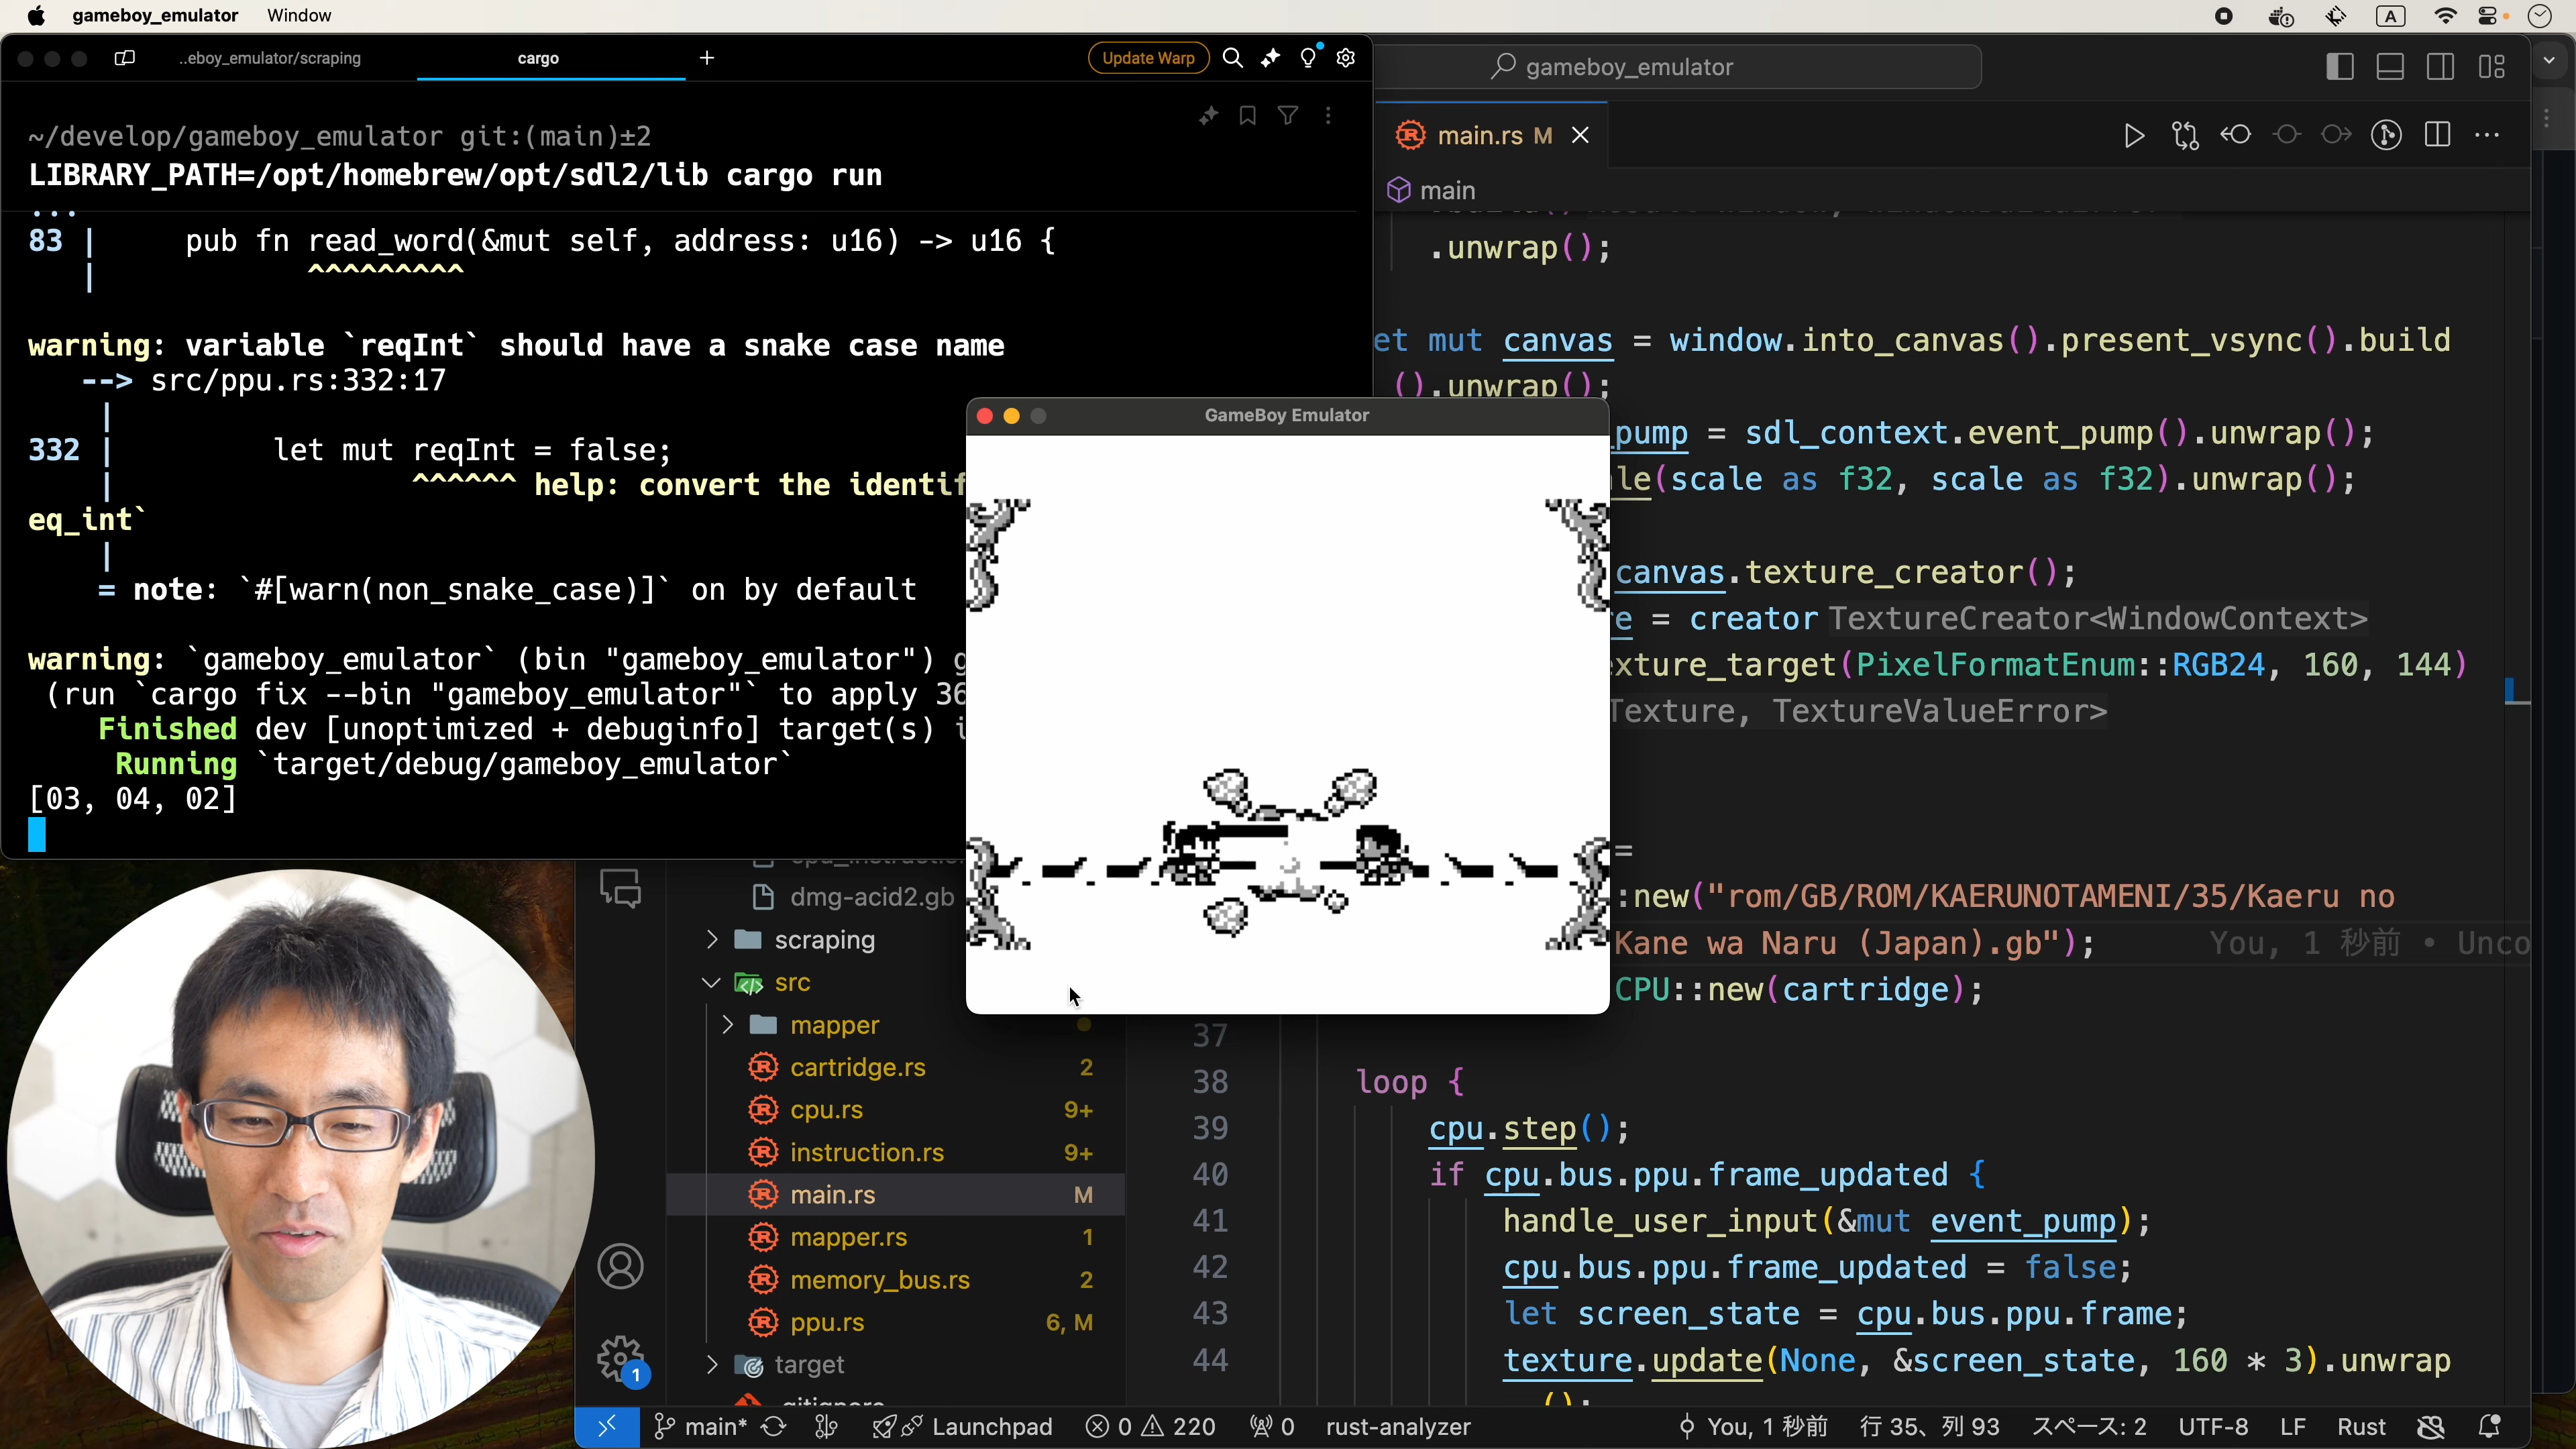 gameboy_emulator Window
A
..eboy_emulator/scraping
cargo
Update Warp
~/develop/gameboy_emulator git:(main)±2
LIBRARY_PATH=/opt/homebrew/opt/sdl2/lib cargo run
...
83 | pub fn read_word(&mut self, address: u16) -> u16 {
| ^^^^^^^^^
warning: variable `reqInt` should have a snake case name
--> src/ppu.rs:332:17
|
332 | let mut reqInt = false;
| ^^^^^^ help: convert the identif
eq_int`
|
= note: `#[warn(non_snake_case)]` on by default
warning: `gameboy_emulator` (bin "gameboy_emulator") g
(run `cargo fix --bin "gameboy_emulator"` to apply 36
Finished dev [unoptimized + debuginfo] target(s) i
Running `target/debug/gameboy_emulator`
[03, 04, 02]
GameBoy Emulator
gameboy_emulator
main.rs M
main
.unwrap();
et mut canvas = window.into_canvas().present_vsync().build
().unwrap();
pump = sdl_context.event_pump().unwrap();
le(scale as f32, scale as f32).unwrap();
canvas.texture_creator();
e = creator TextureCreator<WindowContext>
xture_target(PixelFormatEnum::RGB24, 160, 144)
Texture, TextureValueError>
=
:new("rom/GB/ROM/KAERUNOTAMENI/35/Kaeru no
Kane wa Naru (Japan).gb"); You, 1 秒前 • Unco
CPU::new(cartridge);
37
38 loop {
39 cpu.step();
40 if cpu.bus.ppu.frame_updated {
41 handle_user_input(&mut event_pump);
42 cpu.bus.ppu.frame_updated = false;
43 let screen_state = cpu.bus.ppu.frame;
44 texture.update(None, &screen_state, 160 * 3).unwrap
();
dmg-acid2.gb
scraping
src
mapper
cartridge.rs 2
cpu.rs 9+
instruction.rs 9+
main.rs M
mapper.rs 1
memory_bus.rs 2
ppu.rs 6, M
target
1
main* Launchpad 0 220 0 rust-analyzer You, 1 秒前 行 35、列 93 スペース: 2 UTF-8 LF Rust